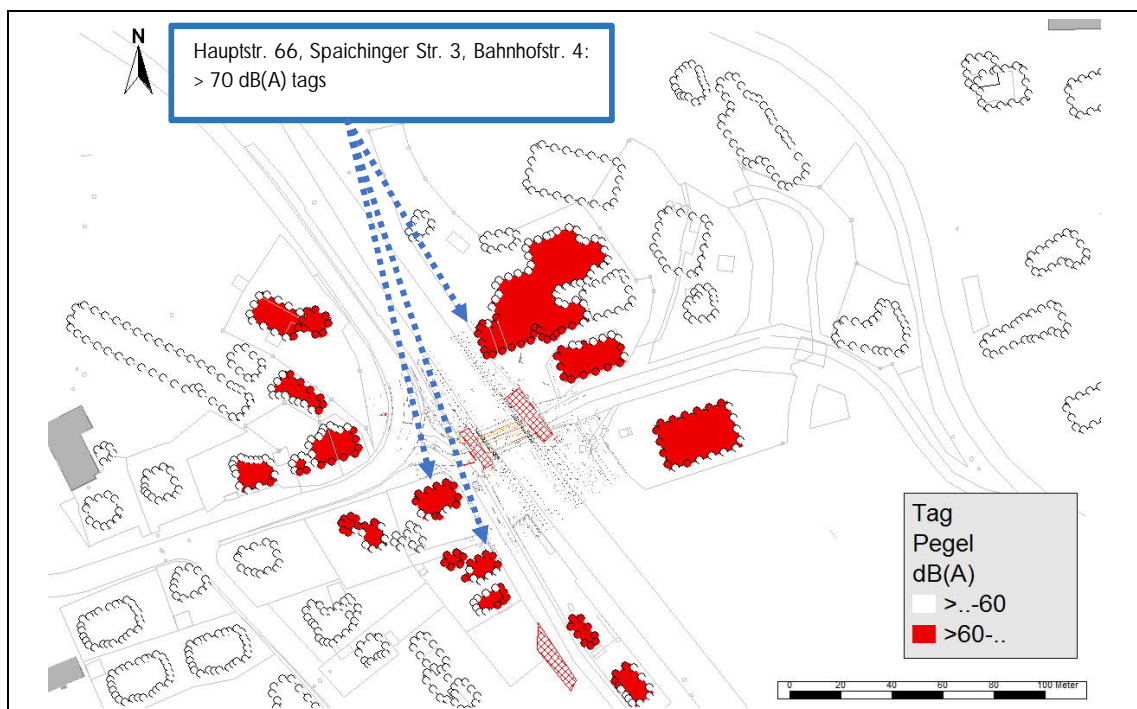 N
Hauptstr. 66, Spaichinger Str. 3, Bahnhofstr. 4:
> 70 dB(A) tags
Tag
Pegel
dB(A)
>..-60
>60-..
0 20 40 60 80 100 Meter